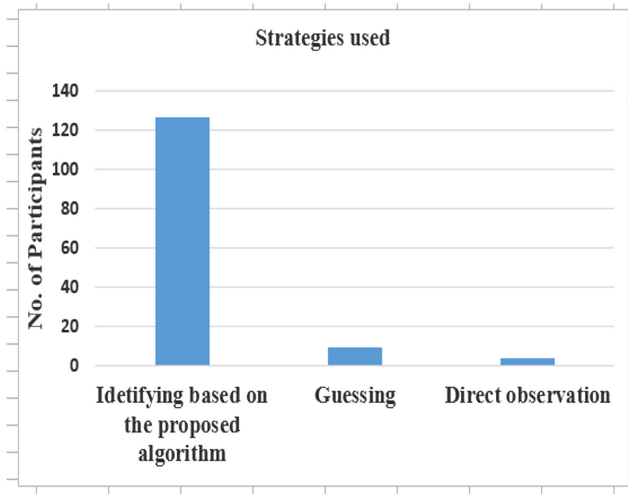 Strategies used
No. of Participants
140
120
100
80
60
40
20
0
Idetifying based on
the proposed
algorithm
Guessing
Direct observation